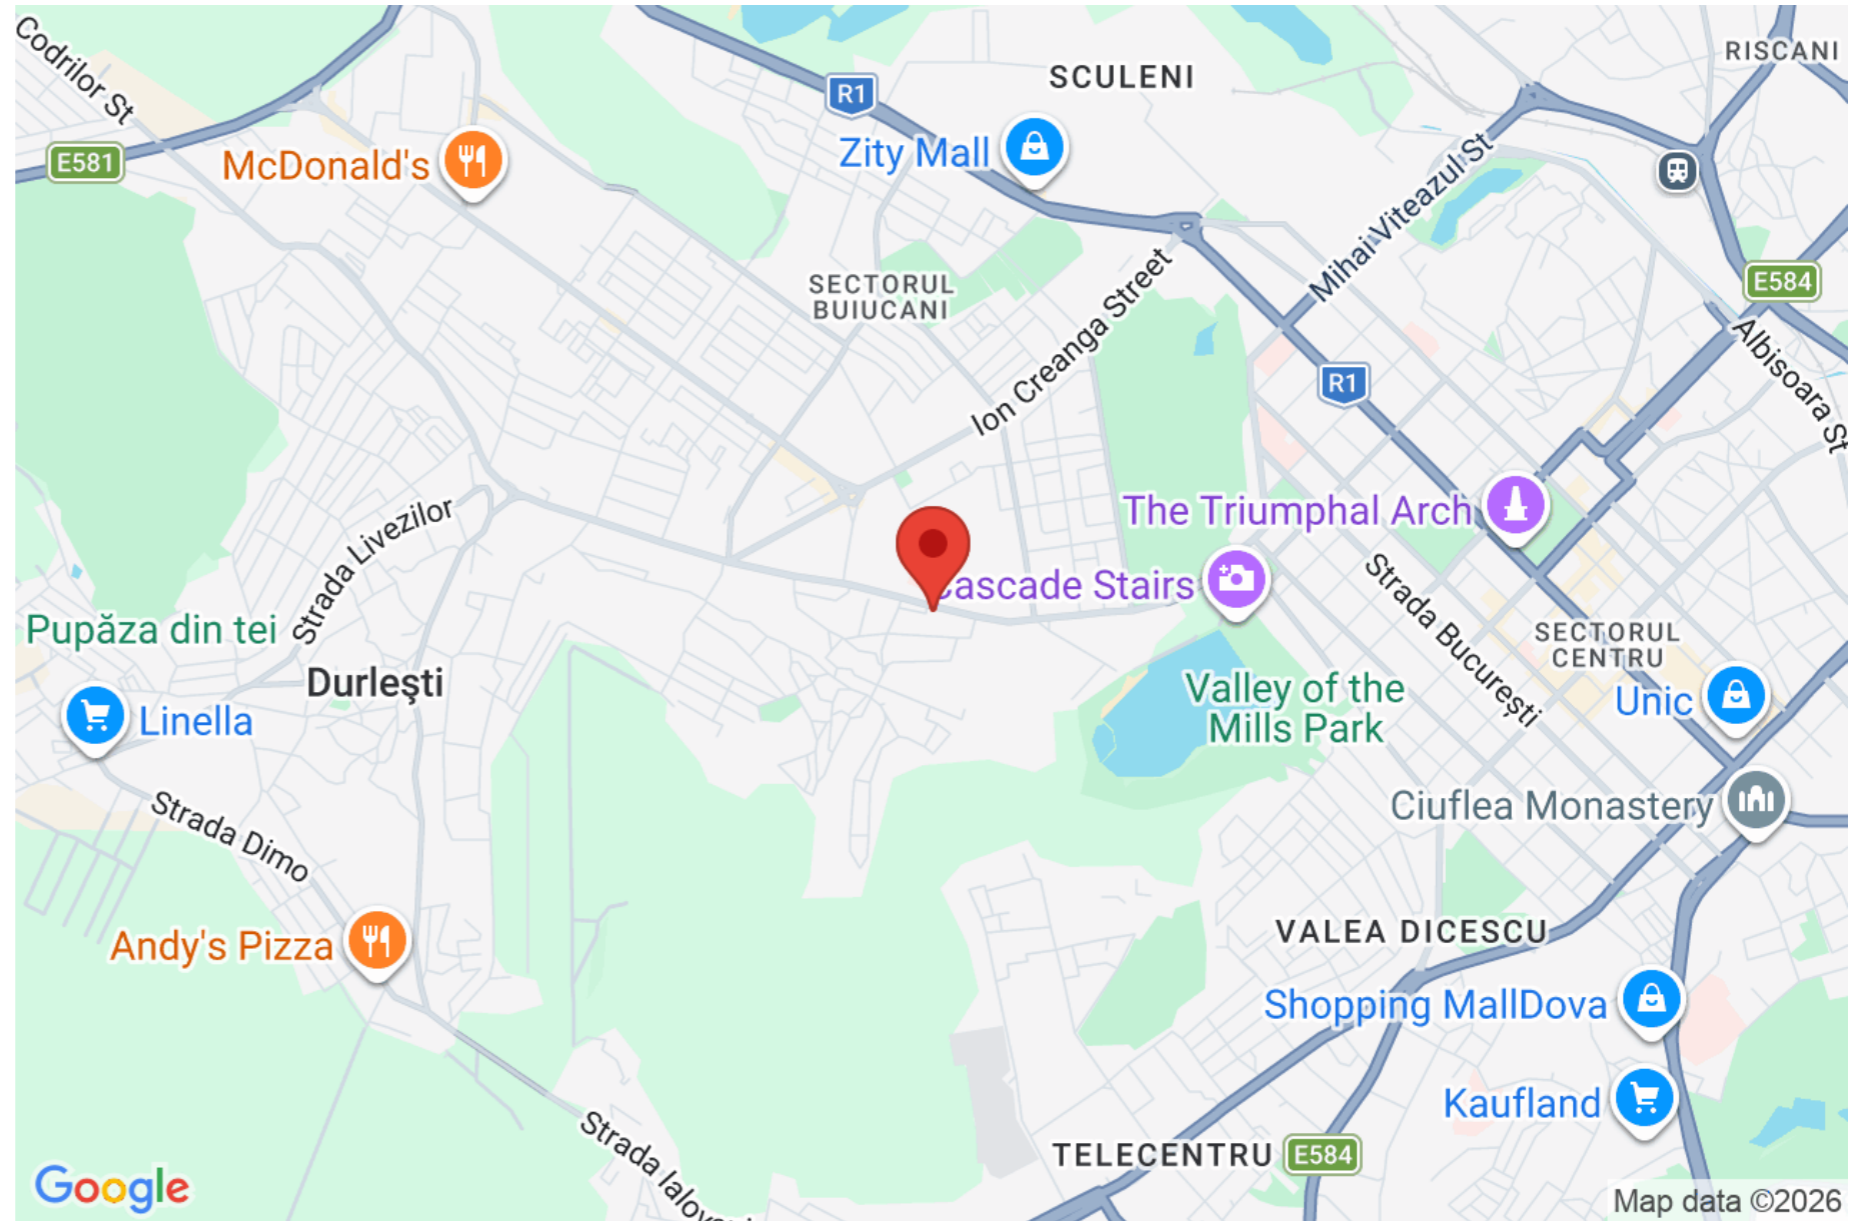 Codrilor St
RISCANI
SCULENI
R1
Zity Mall
E581
McDonald's
Mihai Viteazul St
SECTORUL
BUIUCANI
E584
Ion Creanga Street
Albisoara St
R1
Strada Livezilor
The Triumphal Arch
Cascade Stairs
Strada București
Pupăza din tei
SECTORUL
CENTRU
Durlești
Valley of the
Mills Park
Unic
Linella
Strada Dimo
Ciuflea Monastery
VALEA DICESCU
Andy's Pizza
Shopping MallDova
Kaufland
Strada
TELECENTRU
E584
Google
Map data ©2026